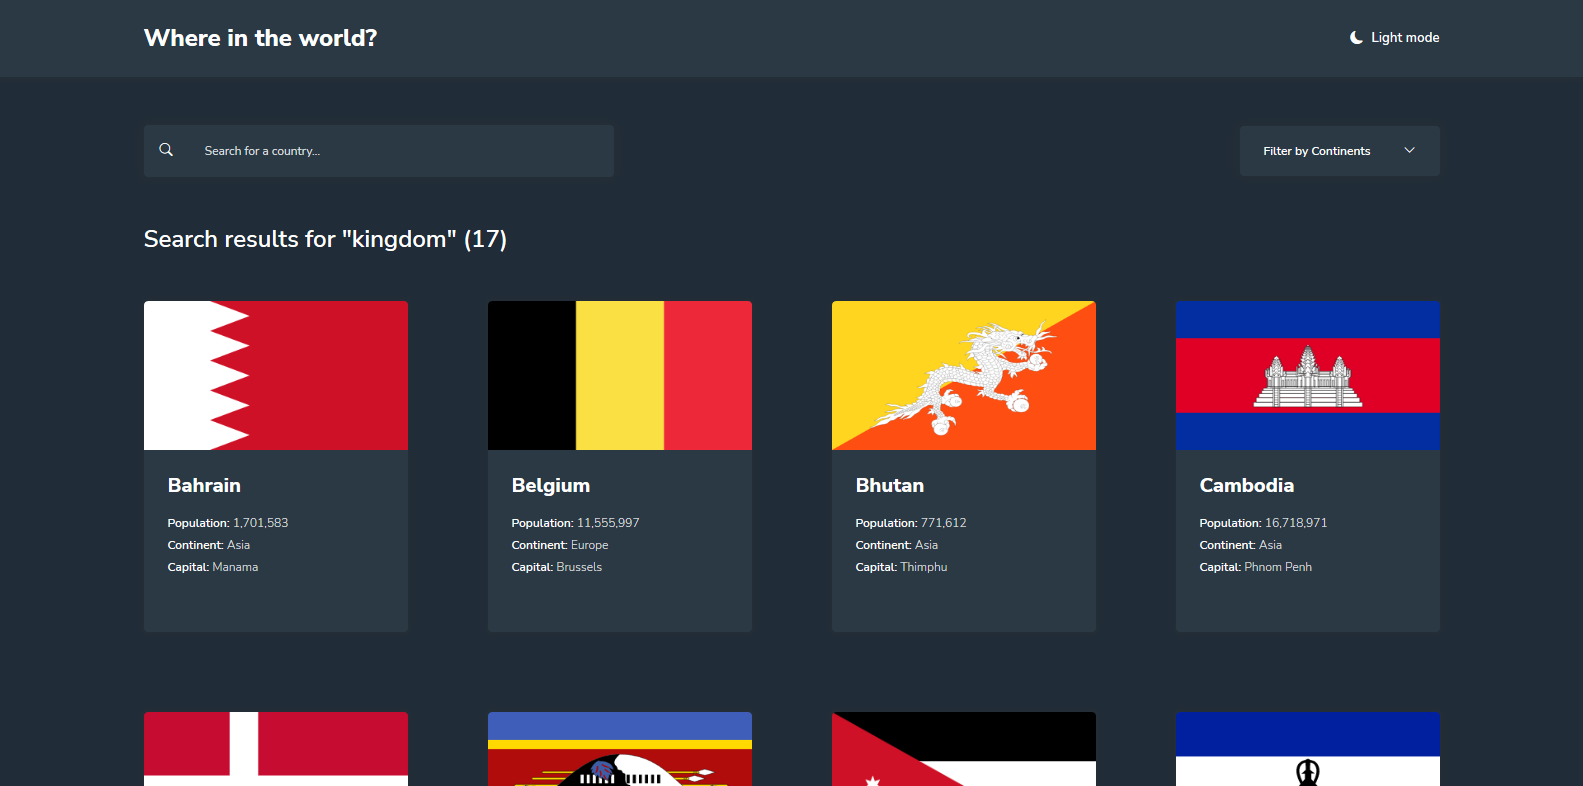 Where in the world?
Light mode
Search for a country...
Filter by Continents
Search results for "kingdom" (17)
Bahrain
Population: 1,701,583
Continent: Asia
Capital: Manama
Belgium
Population: 11,555,997
Continent: Europe
Capital: Brussels
Bhutan
Population: 771,612
Continent: Asia
Capital: Thimphu
Cambodia
Population: 16,718,971
Continent: Asia
Capital: Phnom Penh